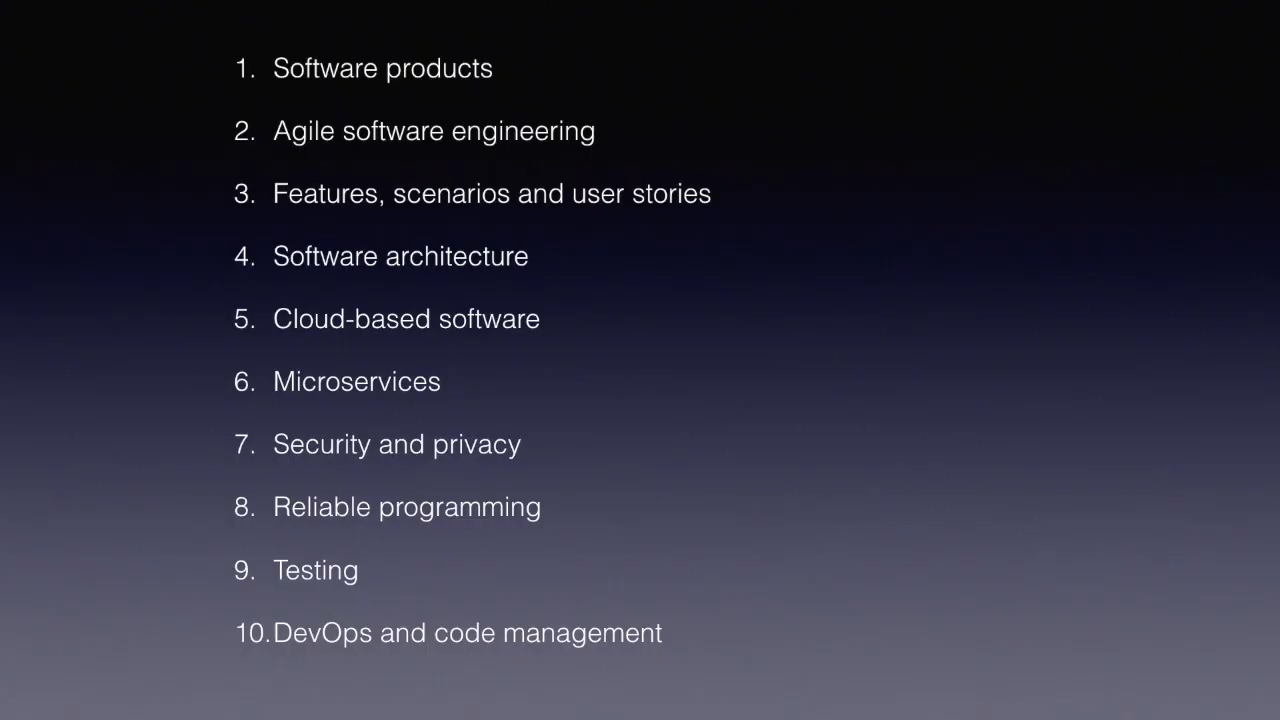 1. Software products
2. Agile software engineering
3. Features, scenarios and user stories
4. Software architecture
5. Cloud-based software
6. Microservices
7. Security and privacy
8. Reliable programming
9. Testing
10. DevOps and code management